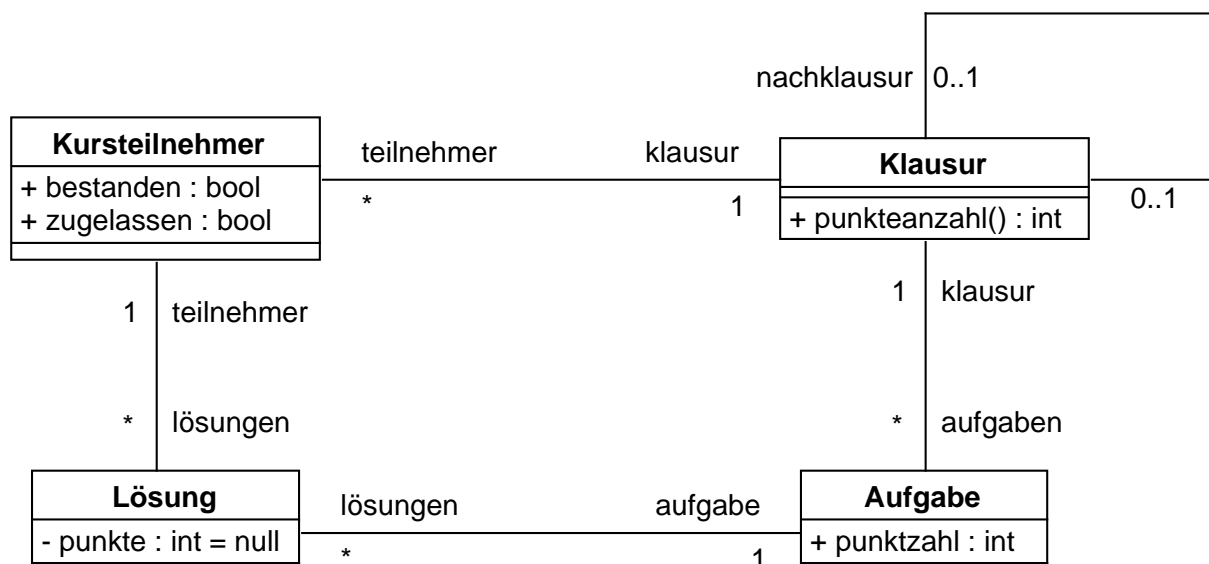 nachklausur 0..1
Kursteilnehmer
+ bestanden : bool
+ zugelassen : bool
teilnehmer
*
klausur
1
Klausur
+ punkteanzahl() : int
0..1
1 teilnehmer
* lösungen
1 klausur
* aufgaben
Lösung
- punkte : int = null
lösungen
*
aufgabe
1
Aufgabe
+ punktzahl : int